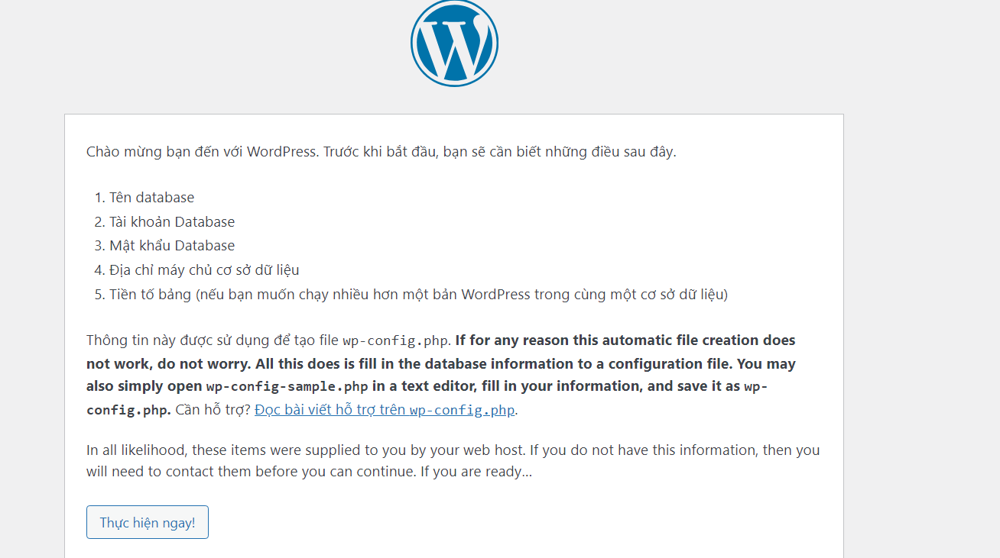 Chào mừng bạn đến với WordPress. Trước khi bắt đầu, bạn sẽ cần biết những điều sau đây.
1. Tên database
2. Tài khoản Database
3. Mật khẩu Database
4. Địa chỉ máy chủ cơ sở dữ liệu
5. Tiền tố bảng (nếu bạn muốn chạy nhiều hơn một bản WordPress trong cùng một cơ sở dữ liệu)
Thông tin này được sử dụng để tạo file wp-config.php. If for any reason this automatic file creation does
not work, do not worry. All this does is fill in the database information to a configuration file. You may
also simply open wp-config-sample.php in a text editor, fill in your information, and save it as wp-
config.php. Cần hỗ trợ? Đọc bài viết hỗ trợ trên wp-config.php.
In all likelihood, these items were supplied to you by your web host. If you do not have this information, then you
will need to contact them before you can continue. If you are ready…
Thực hiện ngay!